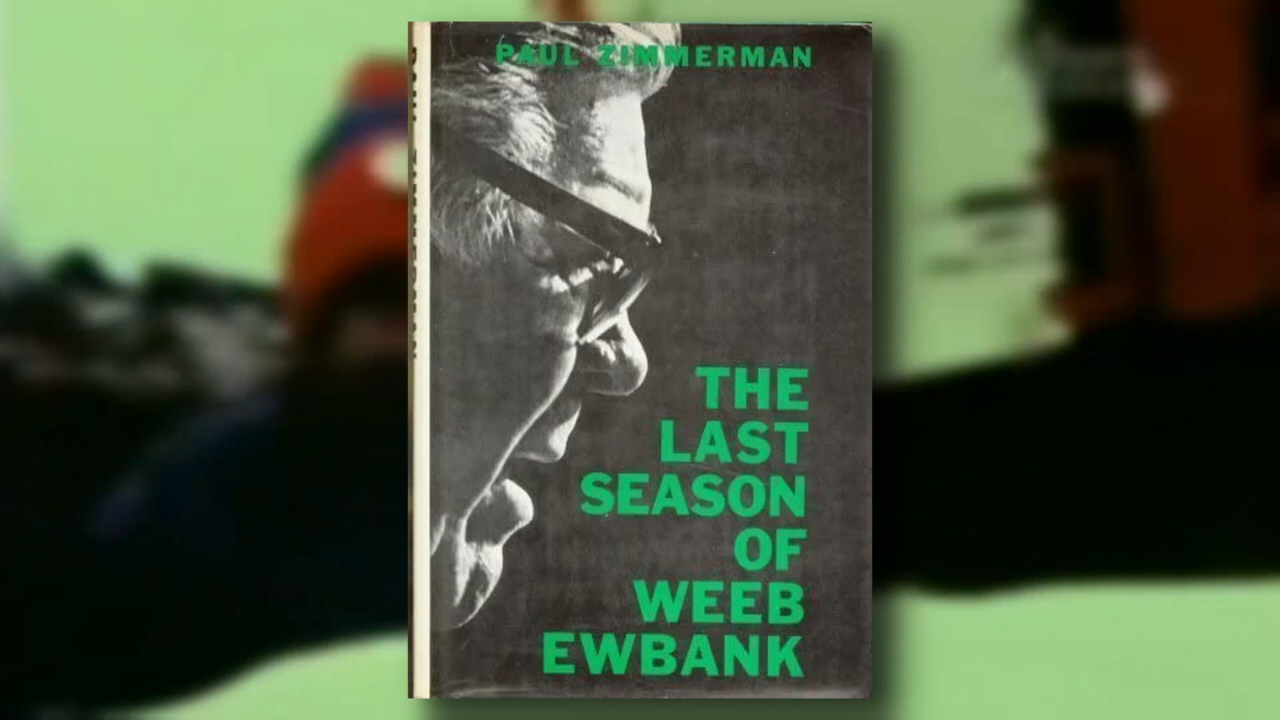 PAUL ZIMMERMAN
THE
LAST
SEASON
OF
WEEB
EWBANK